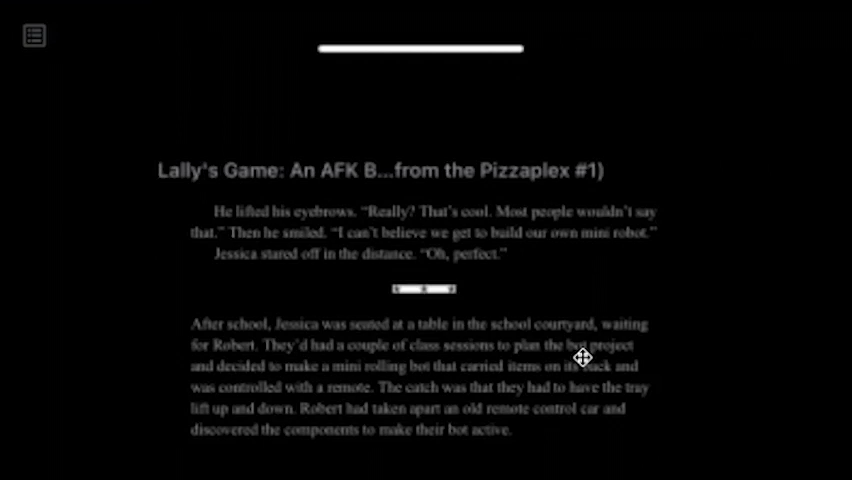 Lally's Game: An AFK B...from the Pizzaplex #1)
He lifted his eyebrows. “Really? That’s cool. Most people wouldn’t say
that.” Then he smiled. “I can’t believe we get to build our own mini robot.”
Jessica stared off in the distance. “Oh, perfect.”
After school, Jessica was seated at a table in the school courtyard, waiting
for Robert. They’d had a couple of class sessions to plan the bot project
and decided to make a mini rolling bot that carried items on its back and
was controlled with a remote. The catch was that they had to have the tray
lift up and down. Robert had taken apart an old remote control car and
discovered the components to make their bot active.